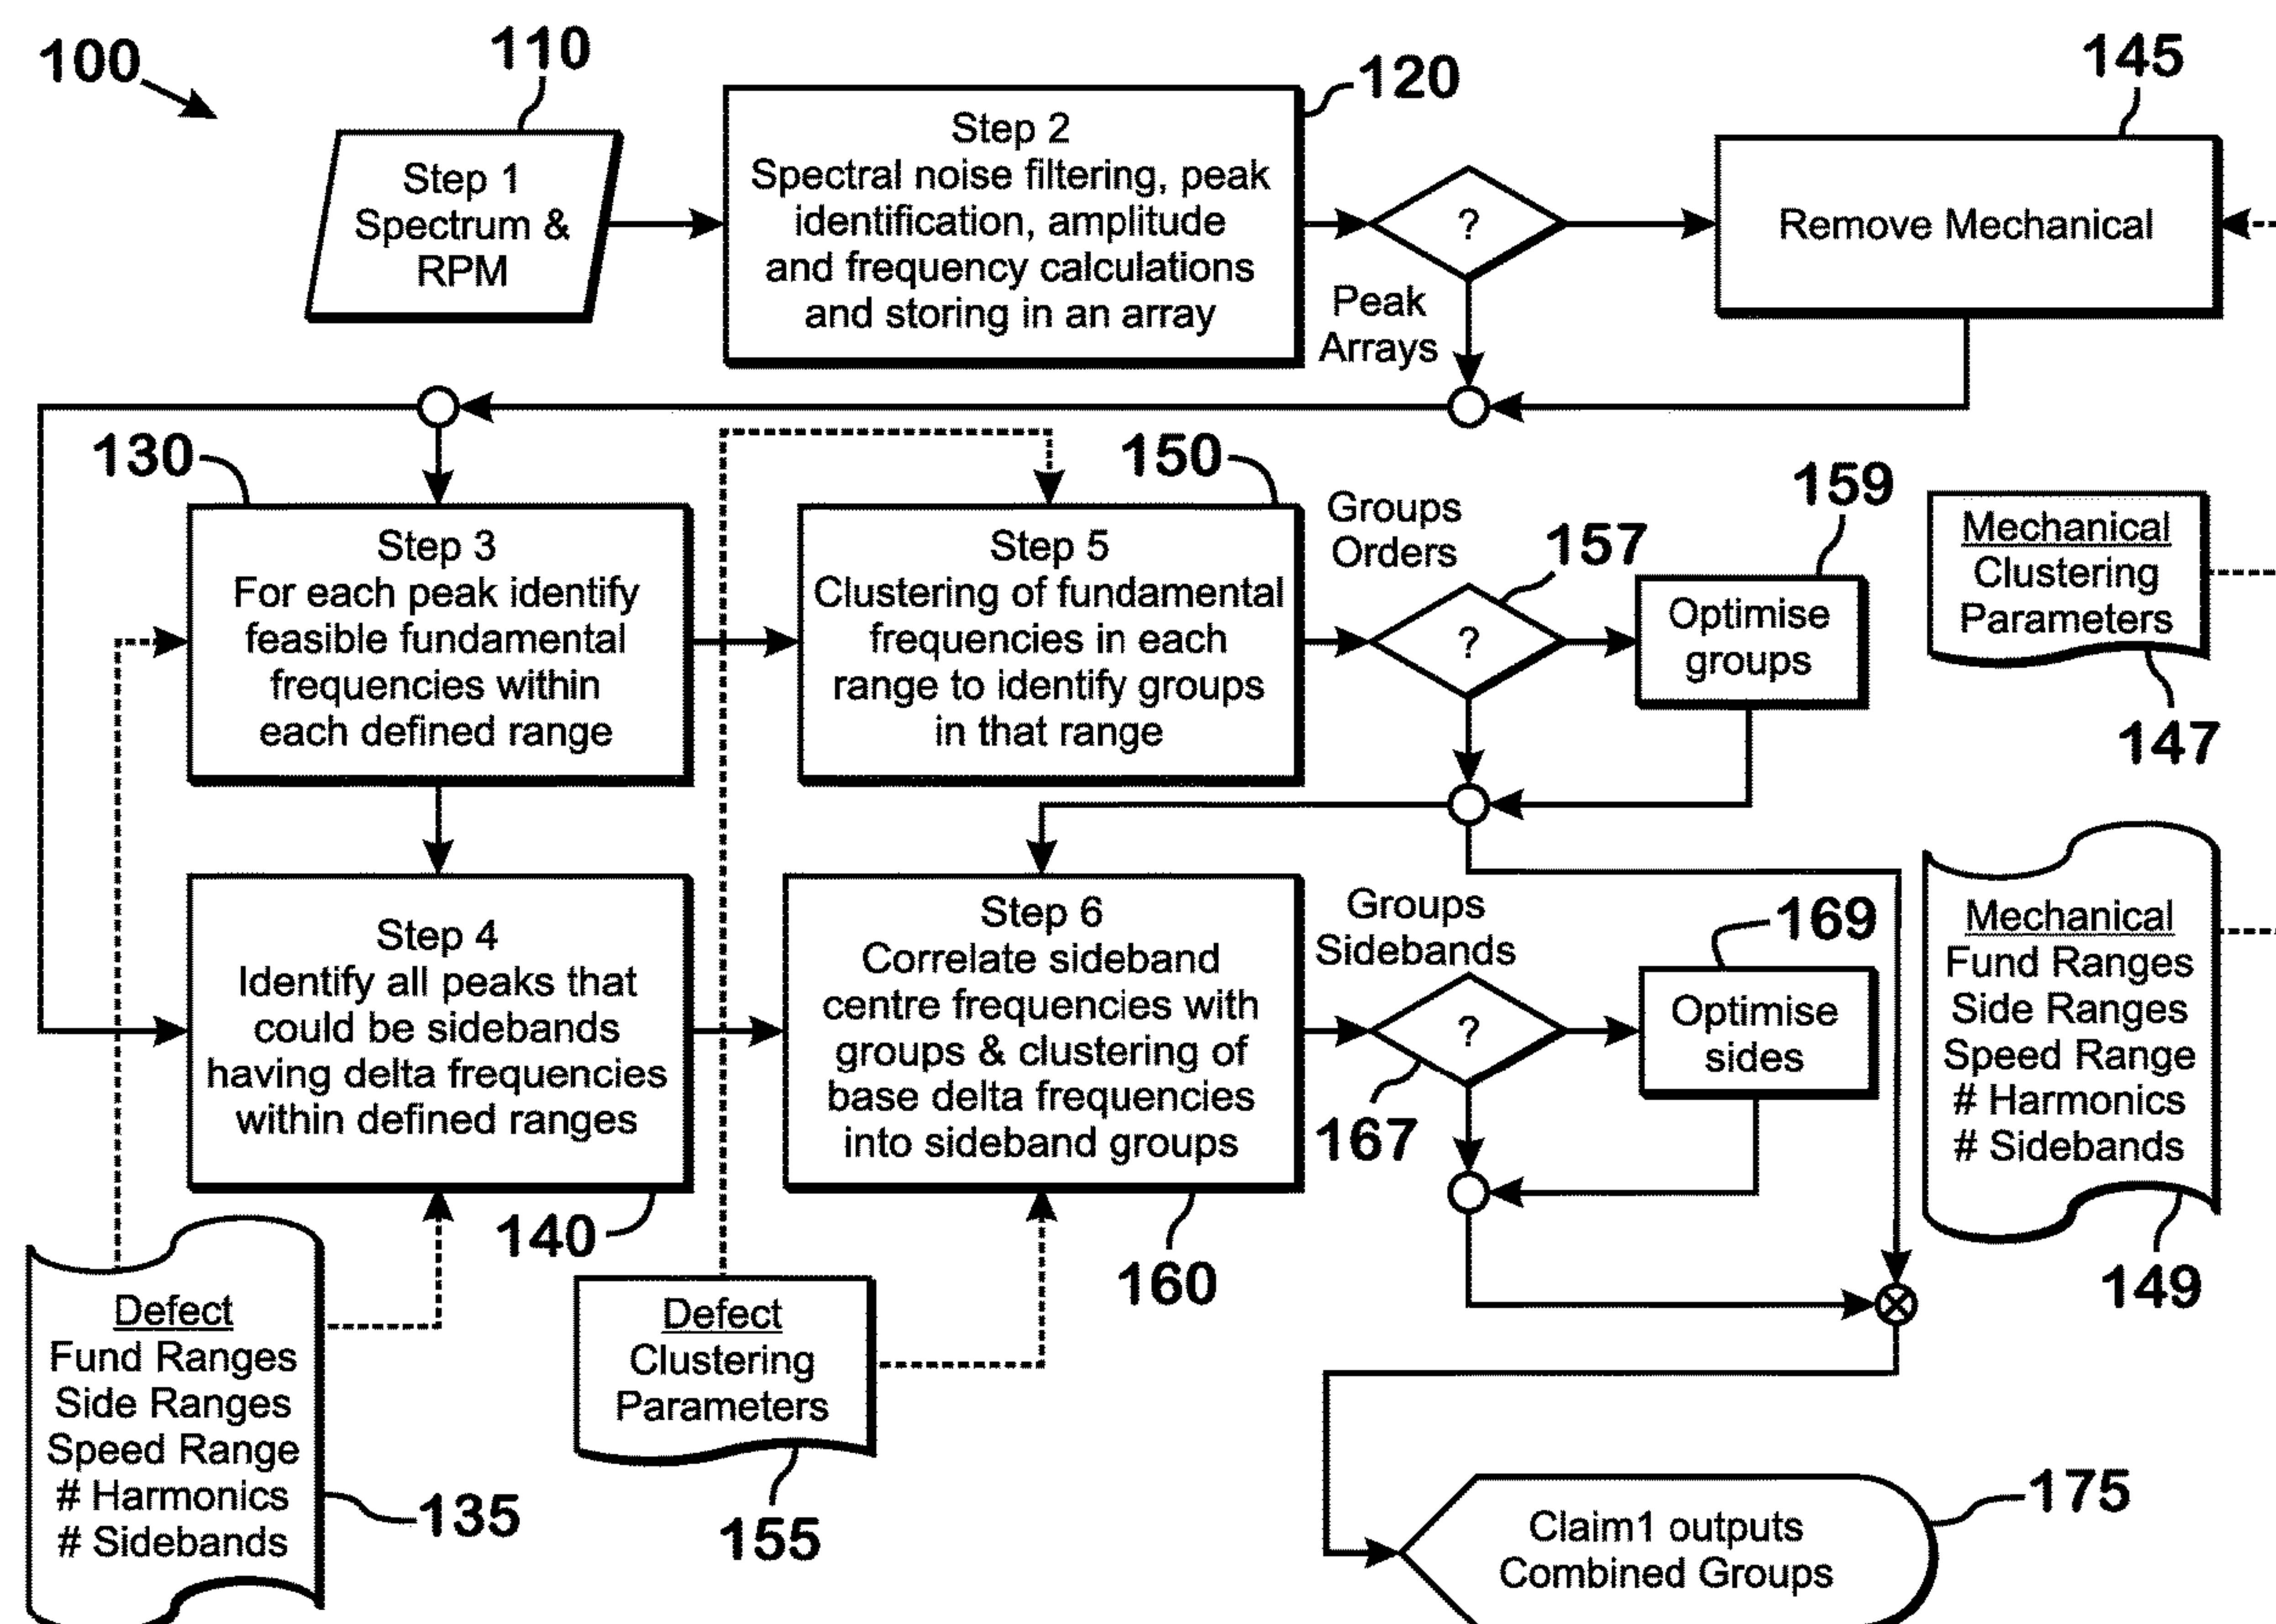 100
110
Step 1
Spectrum &
RPM
120
Step 2
Spectral noise filtering, peak
identification, amplitude
and frequency calculations
and storing in an array
?
Peak
Arrays
145
Remove Mechanical
130
Step 3
For each peak identify
feasible fundamental
frequencies within
each defined range
150
Step 5
Clustering of fundamental
frequencies in each
range to identify groups
in that range
Groups
Orders
157
?
159
Optimise
groups
Mechanical
Clustering
Parameters
147
Step 4
Identify all peaks that
could be sidebands
having delta frequencies
within defined ranges
140
Step 6
Correlate sideband
centre frequencies with
groups & clustering of
base delta frequencies
into sideband groups
160
Groups
Sidebands
?
167
169
Optimise
sides
Mechanical
Fund Ranges
Side Ranges
Speed Range
# Harmonics
# Sidebands
149
Defect
Fund Ranges
Side Ranges
Speed Range
# Harmonics
# Sidebands
135
Defect
Clustering
Parameters
155
Claim1 outputs
Combined Groups
175